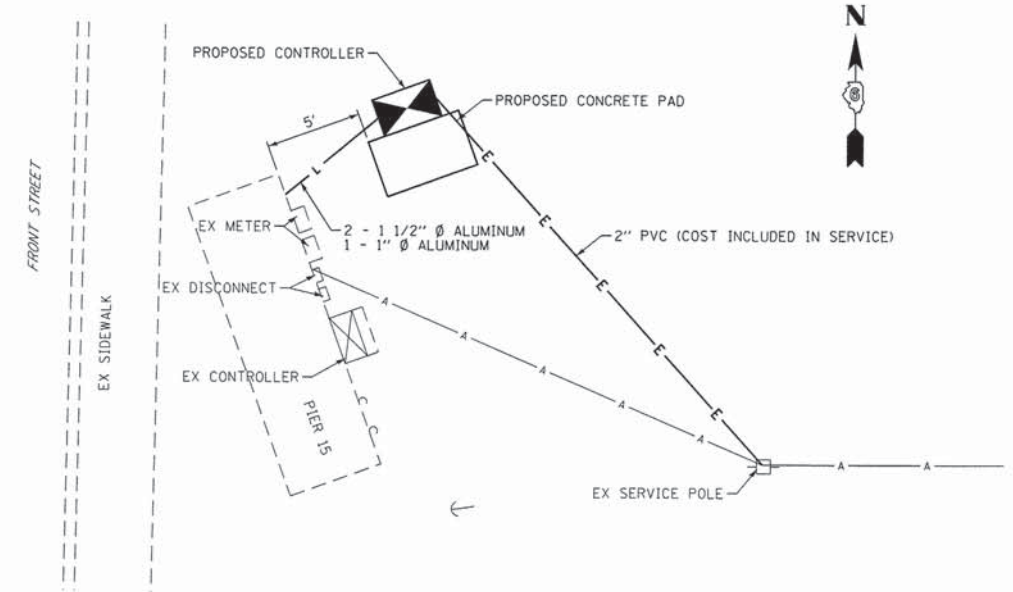 N
6
PROPOSED CONTROLLER
PROPOSED CONCRETE PAD
5'
E
L
FRONT STREET
EX METER
2 - 1 1/2" Ø ALUMINUM
1 - 1" Ø ALUMINUM
E
2" PVC (COST INCLUDED IN SERVICE)
EX DISCONNECT
E
A
EX SIDEWALK
A
E
EX CONTROLLER
A
PIER 15
C
C
A
E
A
A
A
EX SERVICE POLE